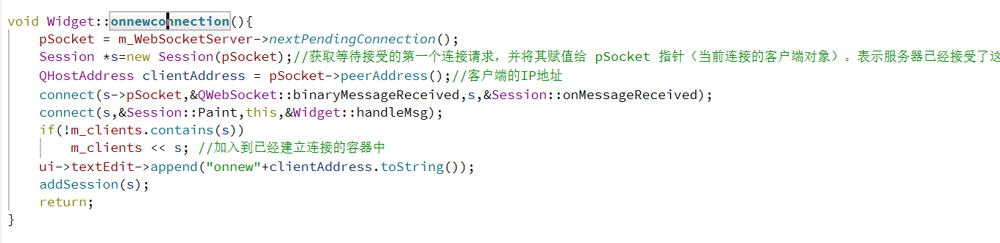 void Widget::onnewconnection(){
    pSocket = m_WebSocketServer->nextPendingConnection();
    Session *s=new Session(pSocket);//获取等待接受的第一个连接请求，并将其赋值给 pSocket 指针（当前连接的客户端对象）。表示服务器已经接受了这
    QHostAddress clientAddress = pSocket->peerAddress();//客户端的IP地址
    connect(s->pSocket,&QWebSocket::binaryMessageReceived,s,&Session::onMessageReceived);
    connect(s,&Session::Paint,this,&Widget::handleMsg);
    if(!m_clients.contains(s))
        m_clients << s; //加入到已经建立连接的容器中
    ui->textEdit->append("onnew"+clientAddress.toString());
    addSession(s);
    return;
}